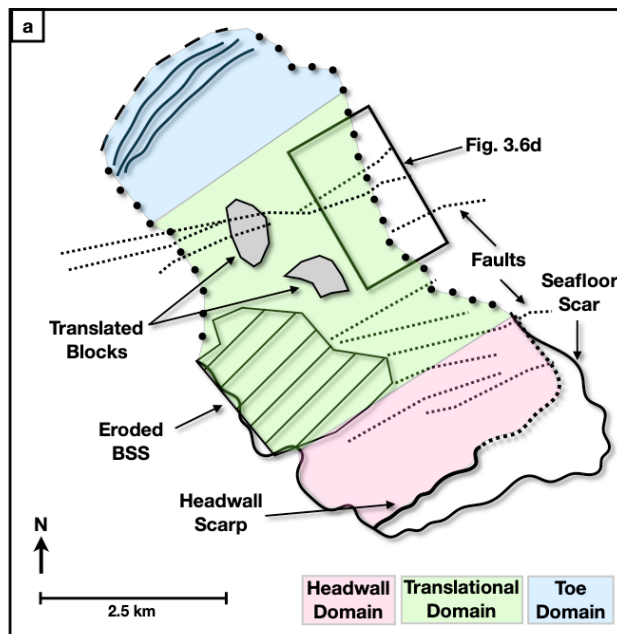 a
Fig. 3.6d
Faults
Seafloor
Scar
Translated
Blocks
Eroded
BSS
Headwall
Scarp
N
2.5 km
Headwall
Domain
Translational
Domain
Toe
Domain